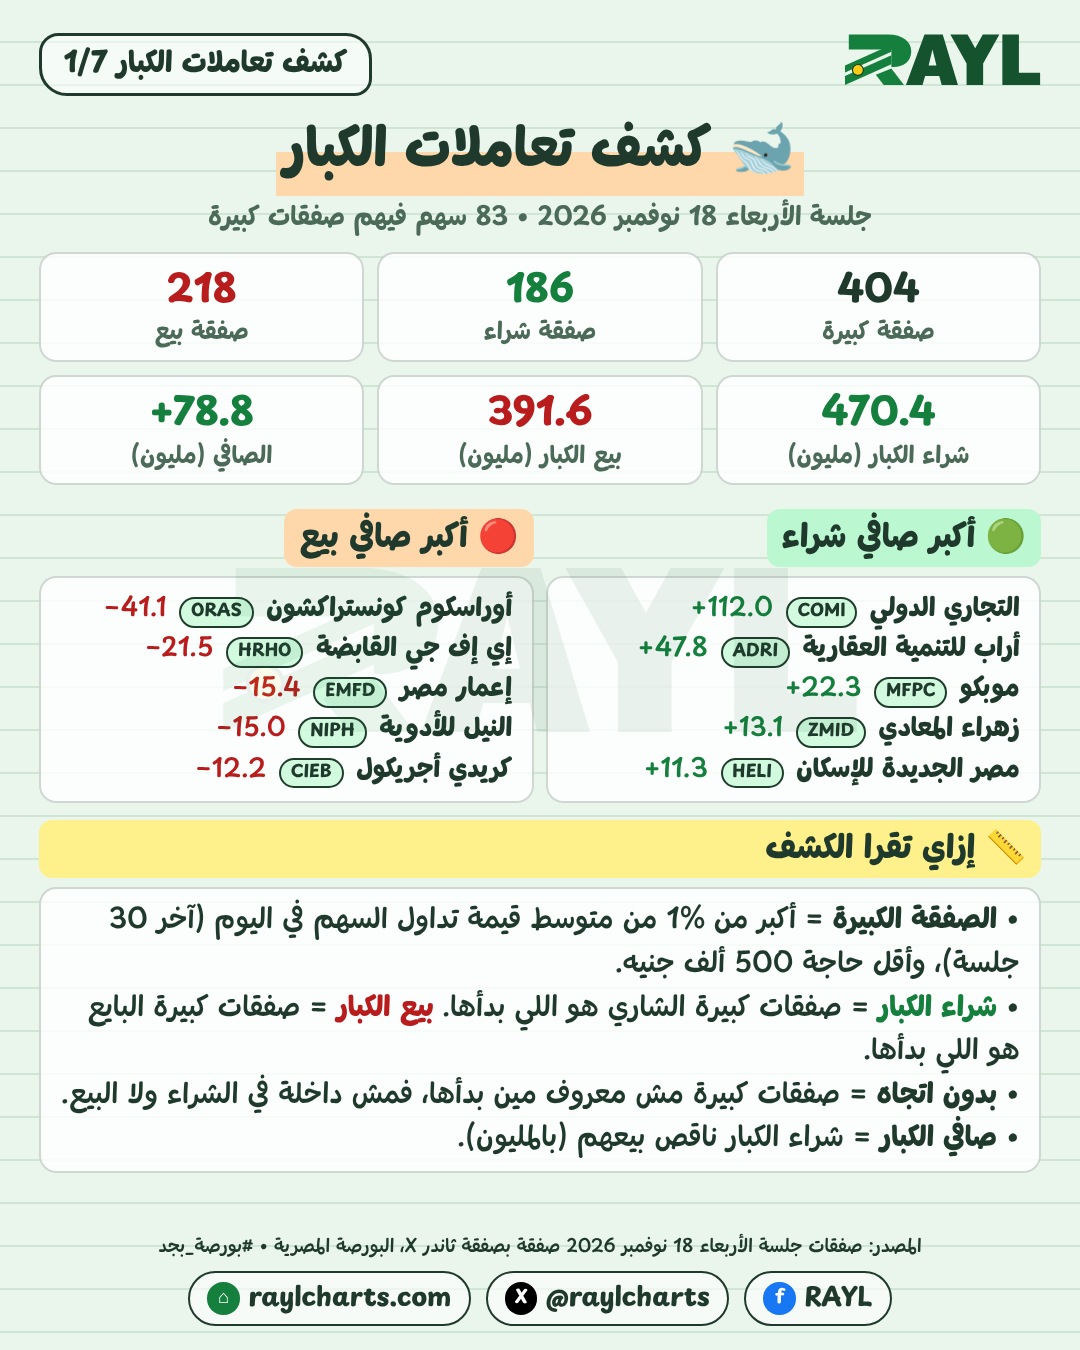 RAYL
كشف تعاملات الكبار 1/7
🐳 كشف تعاملات الكبار
جلسة الأربعاء 18 نوفمبر 2026 • 83 سهم فيهم صفقات كبيرة
404
صفقة كبيرة
186
صفقة شراء
218
صفقة بيع
470.4
شراء الكبار (مليون)
391.6
بيع الكبار (مليون)
+78.8
الصافي (مليون)
🟢 أكبر صافي شراء
التجاري الدولي COMI +112.0
أراب للتنمية العقارية ADRI +47.8
موبكو MFPC +22.3
زهراء المعادي ZMID +13.1
مصر الجديدة للإسكان HELI +11.3
🔴 أكبر صافي بيع
أوراسكوم كونستراكشون ORAS −41.1
إي إف جي القابضة HRHO −21.5
إعمار مصر EMFD −15.4
النيل للأدوية NIPH −15.0
كريدي أجريكول CIEB −12.2
RAYL
📏 إزاي تقرا الكشف
• الصفقة الكبيرة = أكبر من 1% من متوسط قيمة تداول السهم في اليوم (آخر 30
جلسة)، وأقل حاجة 500 ألف جنيه.
• شراء الكبار = صفقات كبيرة الشاري هو اللي بدأها. بيع الكبار = صفقات كبيرة البايع
هو اللي بدأها.
• بدون اتجاه = صفقات كبيرة مش معروف مين بدأها، فمش داخلة في الشراء ولا البيع.
• صافي الكبار = شراء الكبار ناقص بيعهم (بالمليون).
المصدر: صفقات جلسة الأربعاء 18 نوفمبر 2026 صفقة بصفقة ثاندر X، البورصة المصرية • #بورصة_بجد
f RAYL
X @raylcharts
raylcharts.com